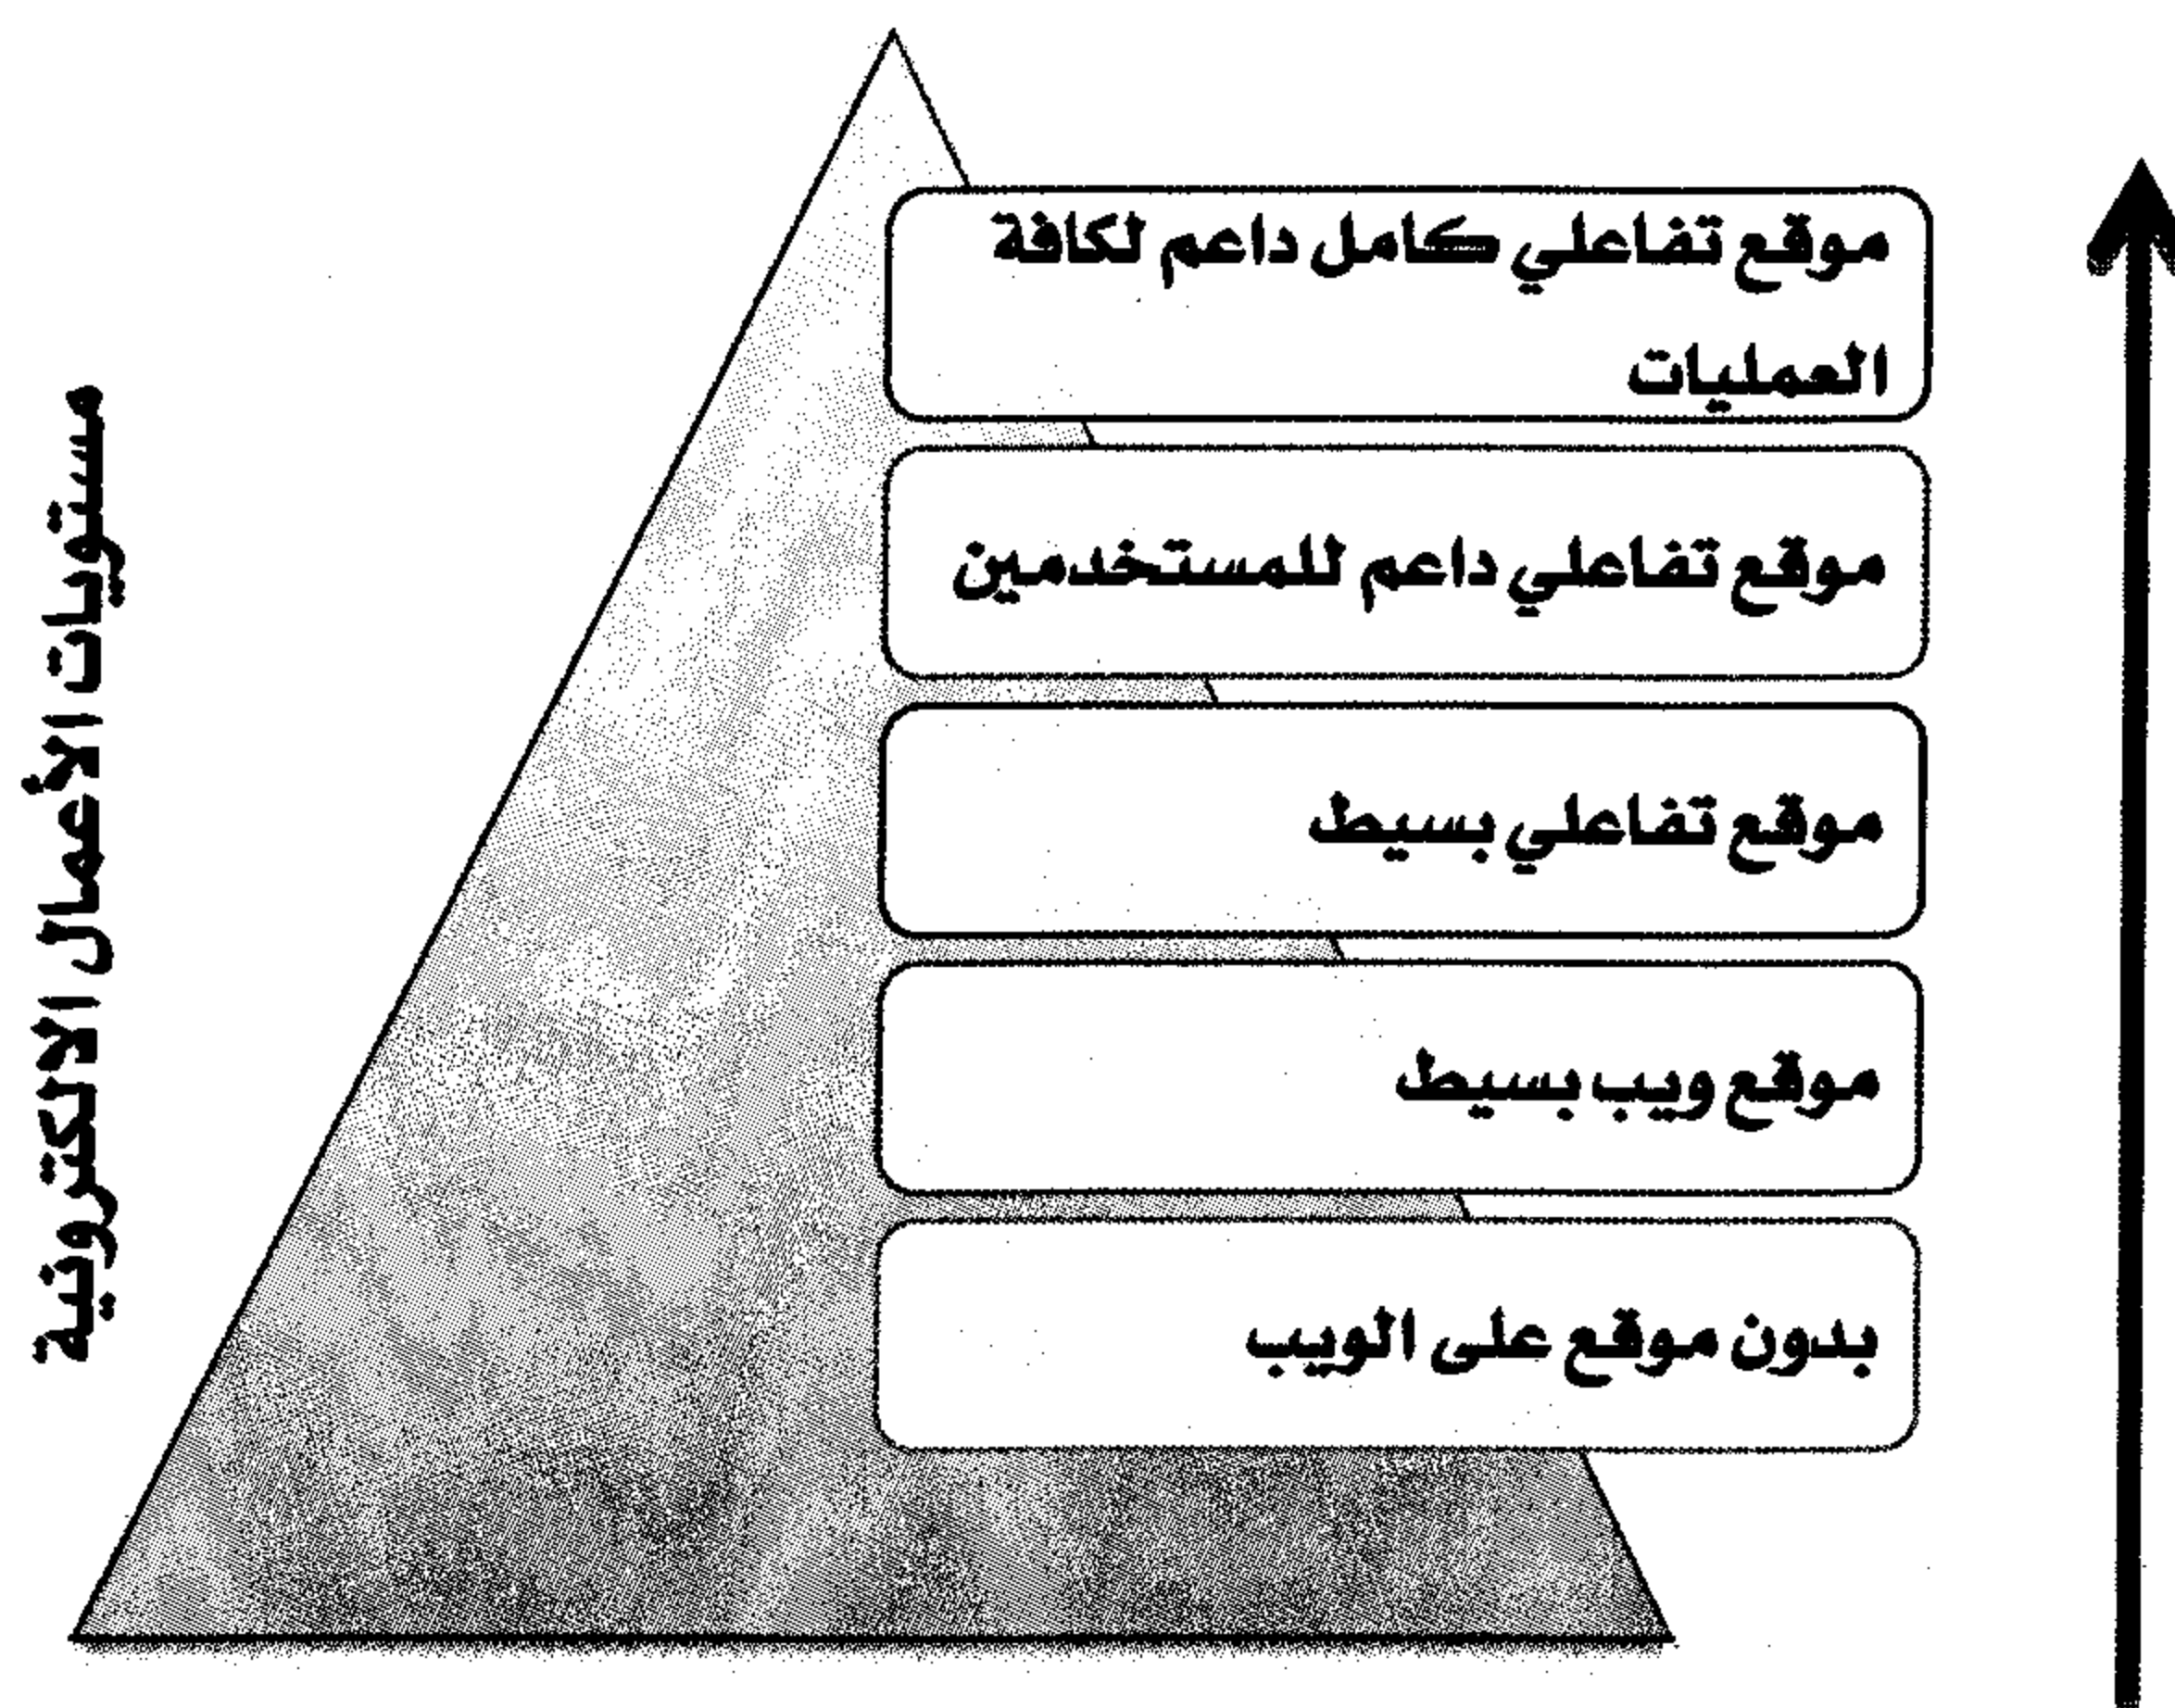 موقع تفاعلي كامل داعم لكافة
العمليات
موقع تفاعلي داعم للمستخدمين
موقع تفاعلي بسيط
موقع ويب بسيط
بدون موقع على الويب
مستويات الأعمال الالكترونية